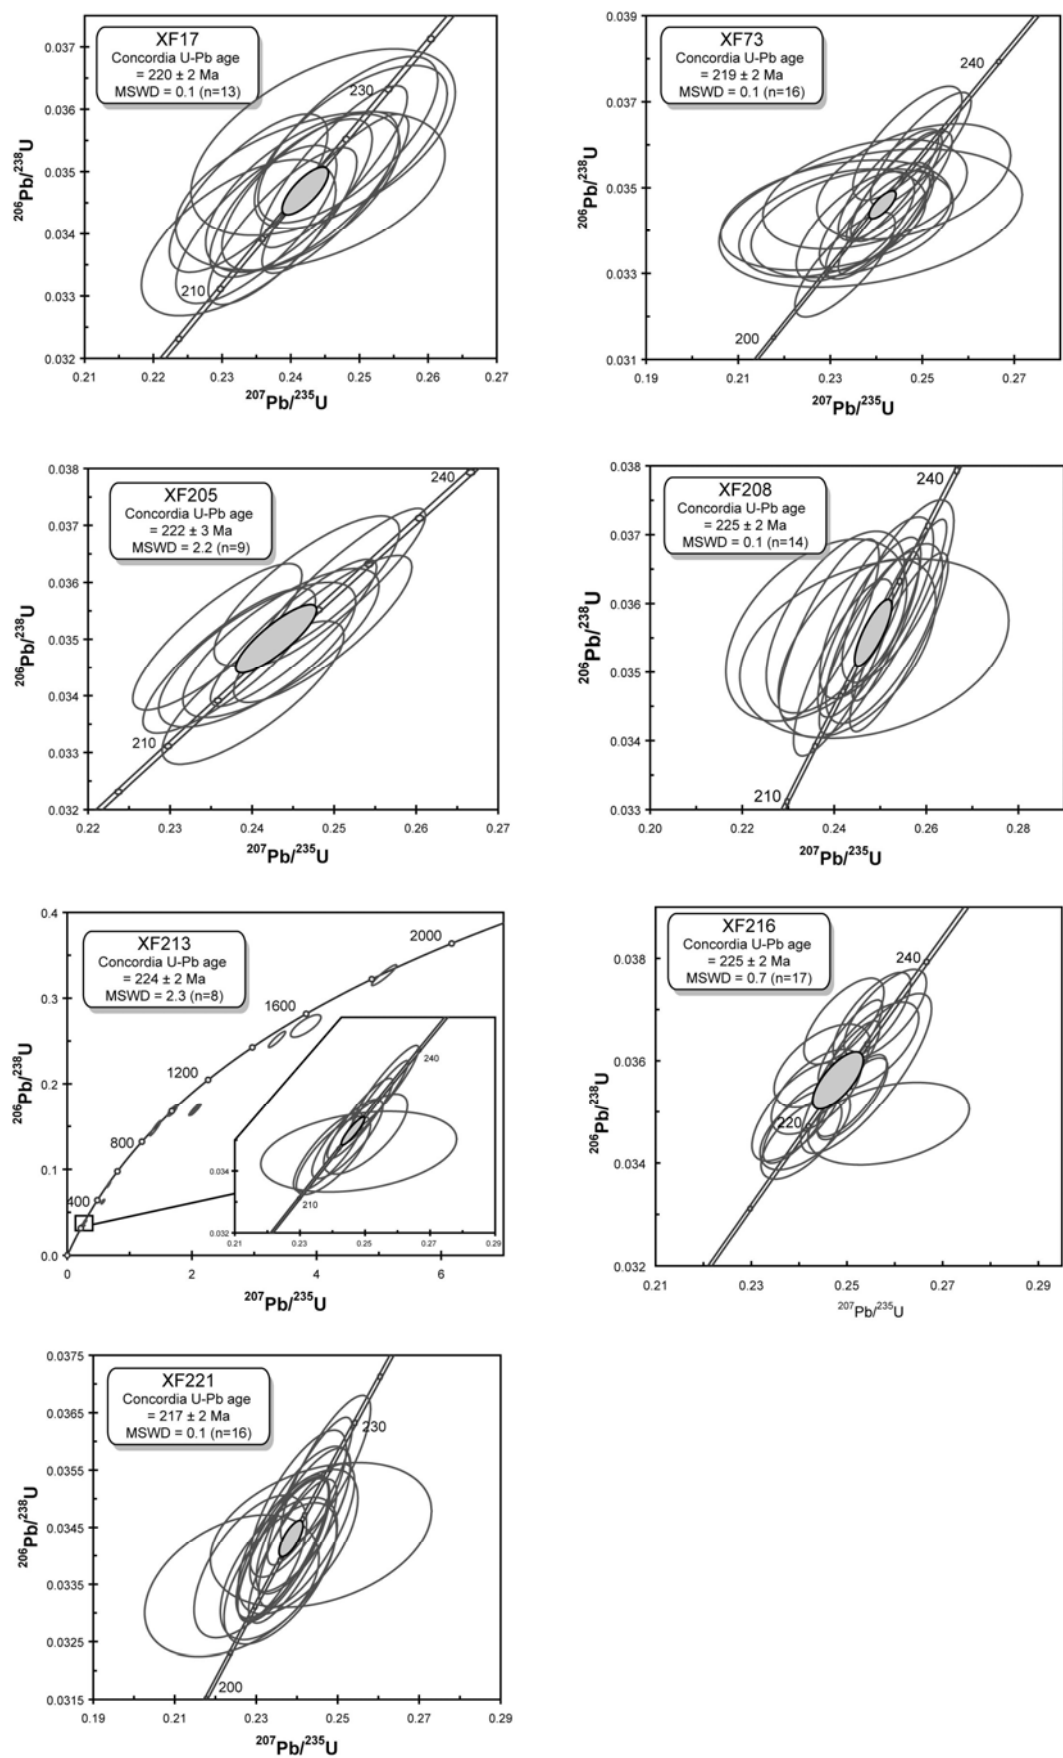 XF17
Concordia U-Pb age
= 220 ± 2 Ma
MSWD = 0.1 (n=13)
230
210
0.037
0.036
0.035
0.034
0.033
0.032
0.21
0.22
0.23
0.24
0.25
0.26
0.27
206Pb/238U
207Pb/235U
XF73
Concordia U-Pb age
= 219 ± 2 Ma
MSWD = 0.1 (n=16)
240
200
0.039
0.037
0.035
0.033
0.031
0.19
0.21
0.23
0.25
0.27
206Pb/238U
207Pb/235U
XF205
Concordia U-Pb age
= 222 ± 3 Ma
MSWD = 2.2 (n=9)
240
210
0.038
0.037
0.036
0.035
0.034
0.033
0.032
0.22
0.23
0.24
0.25
0.26
0.27
206Pb/238U
207Pb/235U
XF208
Concordia U-Pb age
= 225 ± 2 Ma
MSWD = 0.1 (n=14)
240
210
0.038
0.037
0.036
0.035
0.034
0.033
0.20
0.22
0.24
0.26
0.28
206Pb/238U
207Pb/235U
XF213
Concordia U-Pb age
= 224 ± 2 Ma
MSWD = 2.3 (n=8)
2000
1600
1200
800
400
0.4
0.3
0.2
0.1
0.0
0
2
4
6
240
210
0.034
0.032
0.21
0.23
0.25
0.27
0.29
206Pb/238U
207Pb/235U
XF216
Concordia U-Pb age
= 225 ± 2 Ma
MSWD = 0.7 (n=17)
240
220
0.038
0.036
0.034
0.032
0.21
0.23
0.25
0.27
0.29
206Pb/238U
207Pb/235U
XF221
Concordia U-Pb age
= 217 ± 2 Ma
MSWD = 0.1 (n=16)
230
200
0.0375
0.0365
0.0355
0.0345
0.0335
0.0325
0.0315
0.19
0.21
0.23
0.25
0.27
0.29
206Pb/238U
207Pb/235U